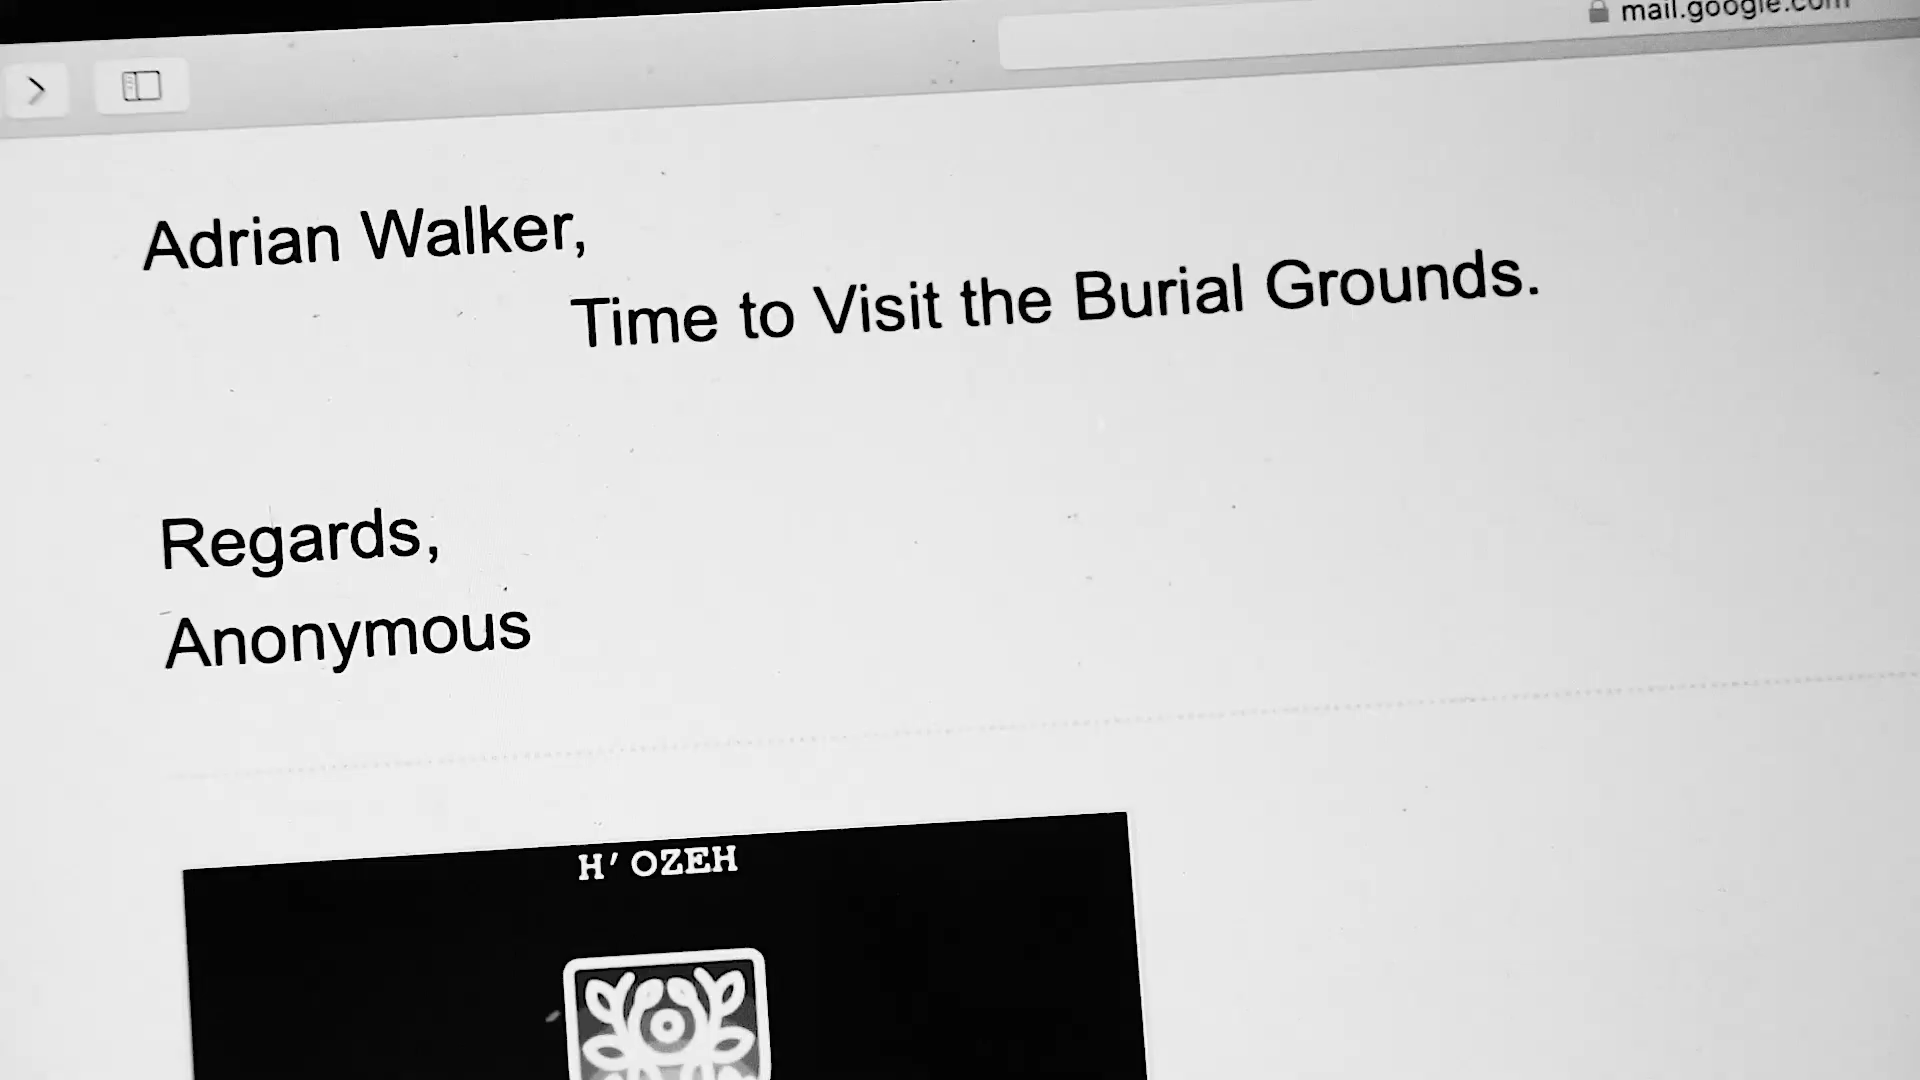 mail.google.com
Adrian Walker,
Time to Visit the Burial Grounds.
Regards,
Anonymous
H' OZEH